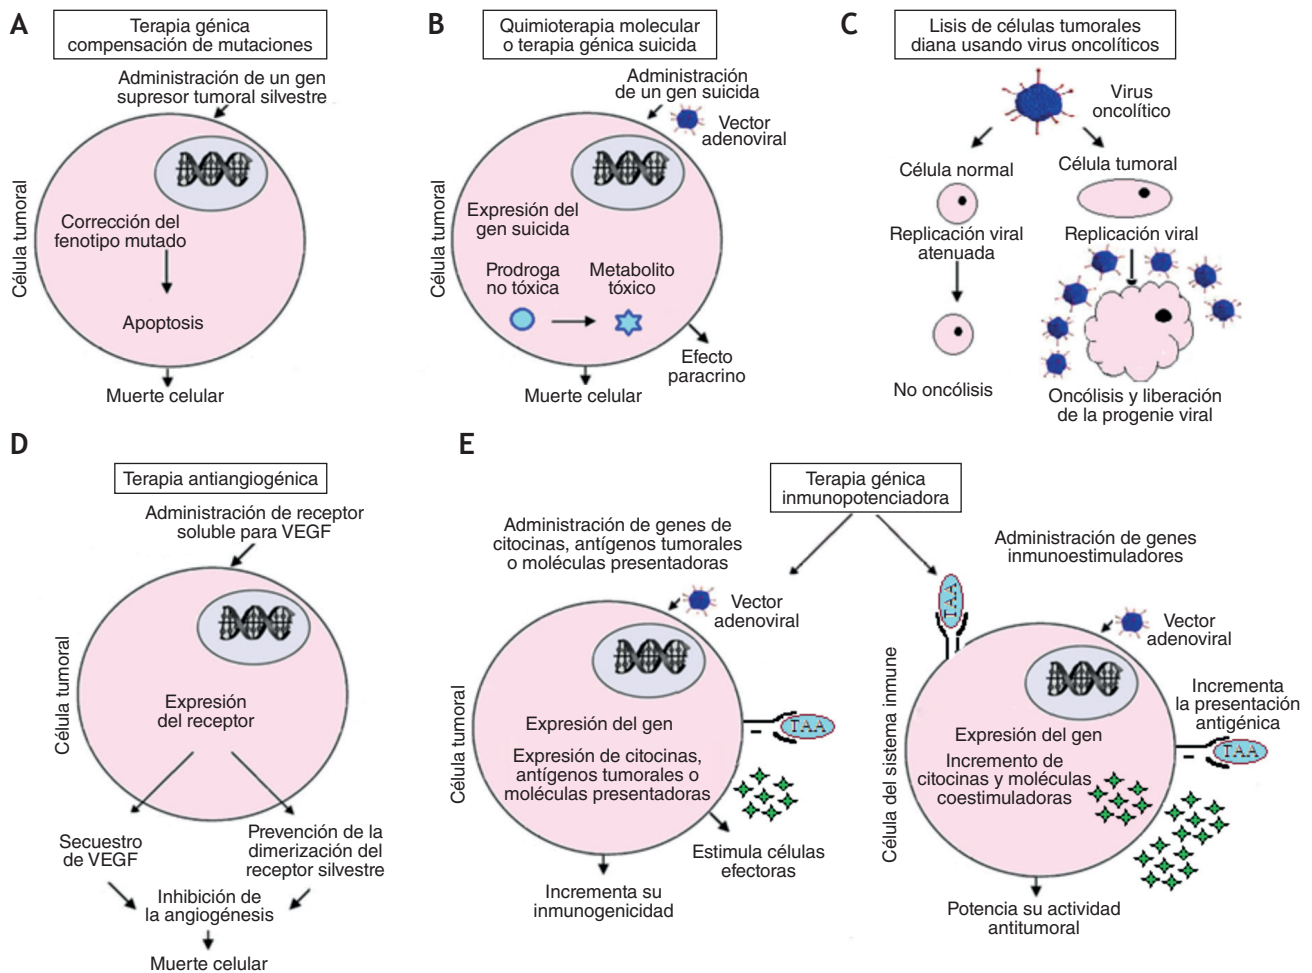 A
Terapia génica
compensación de mutaciones
Administración de un gen
supresor tumoral silvestre
Célula tumoral
Corrección del
fenotipo mutado
Apoptosis
Muerte celular
B
Quimioterapia molecular
o terapia génica suicida
Administración
de un gen suicida
Vector
adenoviral
Célula tumoral
Expresión del
gen suicida
Prodroga
no tóxica
Metabolito
tóxico
Efecto
paracrino
Muerte celular
C
Lisis de células tumorales
diana usando virus oncolíticos
Virus
oncolítico
Célula normal
Célula tumoral
Replicación viral
atenuada
Replicación viral
No oncólisis
Oncólisis y liberación
de la progenie viral
D
Terapia antiangiogénica
Administración de receptor
soluble para VEGF
Célula tumoral
Expresión
del receptor
Secuestro
de VEGF
Prevención de la
dimerización del
receptor silvestre
Inhibición de
la angiogénesis
Muerte celular
E
Terapia génica
inmunopotenciadora
Administración de genes de
citocinas, antígenos tumorales
o moléculas presentadoras
Vector
adenoviral
Célula tumoral
Expresión del gen
Expresión de citocinas,
antígenos tumorales o
moléculas presentadoras
TAA
Estimula células
efectoras
Incrementa su
inmunogenicidad
Administración de genes
inmunoestimuladores
TAA
Vector
adenoviral
Célula del sistema inmune
Incrementa
la presentación
antigénica
TAA
Expresión del gen
Incremento de
citocinas y moléculas
coestimuladoras
Potencia su actividad
antitumoral